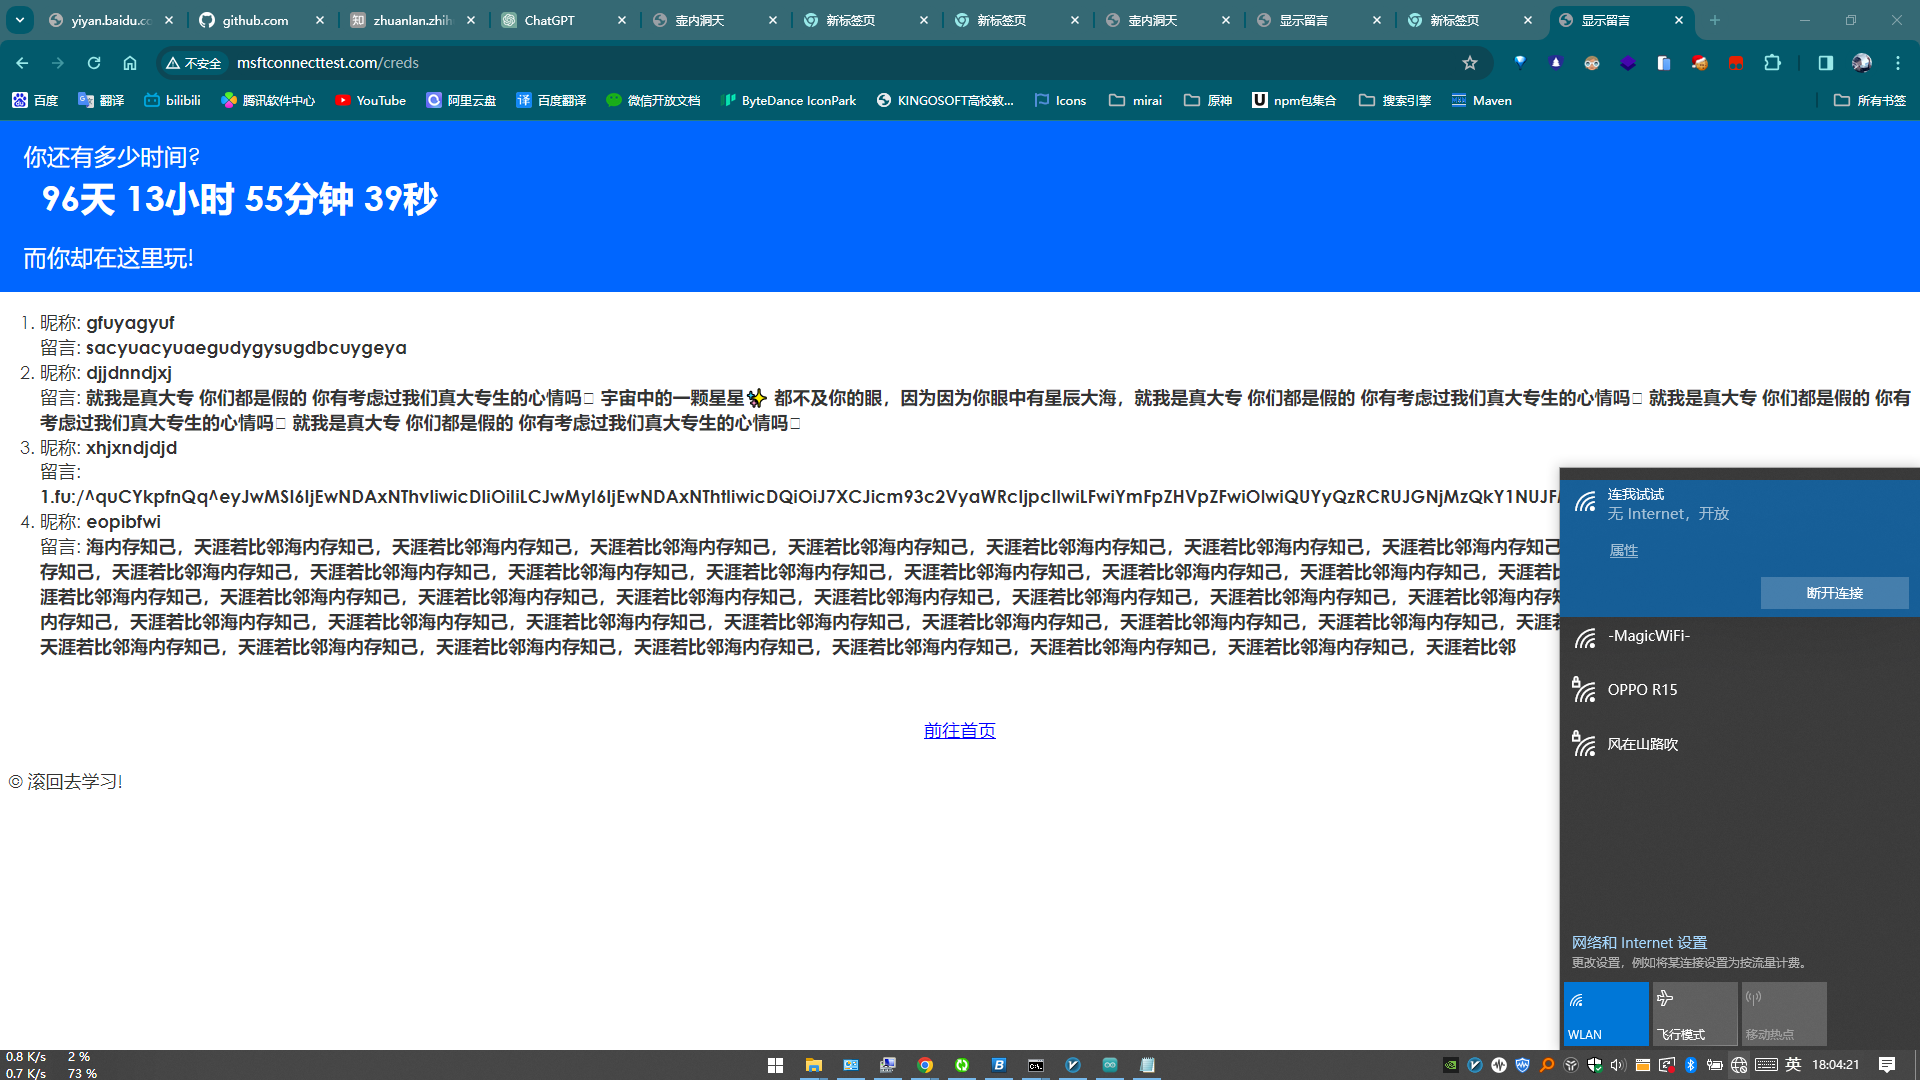 yiyan.baidu.co
github.com
zhuanlan.zhih
ChatGPT
壶内洞天
新标签页
新标签页
壶内洞天
显示留言
新标签页
显示留言
不安全
msftconnecttest.com/creds
百度
翻译
bilibili
腾讯软件中心
YouTube
阿里云盘
百度翻译
微信开放文档
ByteDance IconPark
KINGOSOFT高校教...
Icons
mirai
原神
npm包集合
搜索引擎
Maven
所有书签
你还有多少时间?
96天 13小时 55分钟 39秒
而你却在这里玩!
1. 昵称: gfuyagyuf
留言: sacyuacyuaegudygysugdbcuygeya
2. 昵称: djjdnndjxj
留言: 就我是真大专 你们都是假的 你有考虑过我们真大专生的心情吗 宇宙中的一颗星星✨ 都不及你的眼，因为因为你眼中有星辰大海，就我是真大专 你们都是假的 你有考虑过我们真大专生的心情吗 就我是真大专 你们都是假的 你有
考虑过我们真大专生的心情吗 就我是真大专 你们都是假的 你有考虑过我们真大专生的心情吗
3. 昵称: xhjxndjdjd
留言:
4. 昵称: eopibfwi
留言: 海内存知己，天涯若比邻海内存知己，天涯若比邻海内存知己，天涯若比邻海内存知己，天涯若比邻海内存知己，天涯若比邻海内存知己，天涯若比邻海内存知己，天涯若比邻海内存知己
存知己，天涯若比邻海内存知己，天涯若比邻海内存知己，天涯若比邻海内存知己，天涯若比邻海内存知己，天涯若比邻海内存知己，天涯若比邻海内存知己，天涯若比邻海内存知己，天涯若比
涯若比邻海内存知己，天涯若比邻海内存知己，天涯若比邻海内存知己，天涯若比邻海内存知己，天涯若比邻海内存知己，天涯若比邻海内存知己，天涯若比邻海内存知己，天涯若比邻海内存知
内存知己，天涯若比邻海内存知己，天涯若比邻海内存知己，天涯若比邻海内存知己，天涯若比邻海内存知己，天涯若比邻海内存知己，天涯若比邻海内存知己，天涯若比邻海内存知己，天涯若
天涯若比邻海内存知己，天涯若比邻海内存知己，天涯若比邻海内存知己，天涯若比邻海内存知己，天涯若比邻海内存知己，天涯若比邻海内存知己，天涯若比邻海内存知己，天涯若比邻
前往首页
© 滚回去学习!
连我试试
无 Internet，开放
属性
断开连接
-MagicWiFi-
OPPO R15
风在山路吹
网络和 Internet 设置
更改设置，例如将某连接设置为按流量计费。
WLAN
飞行模式
移动热点
0.8 K/s 2 %
0.7 K/s 73 %
英
18:04:21